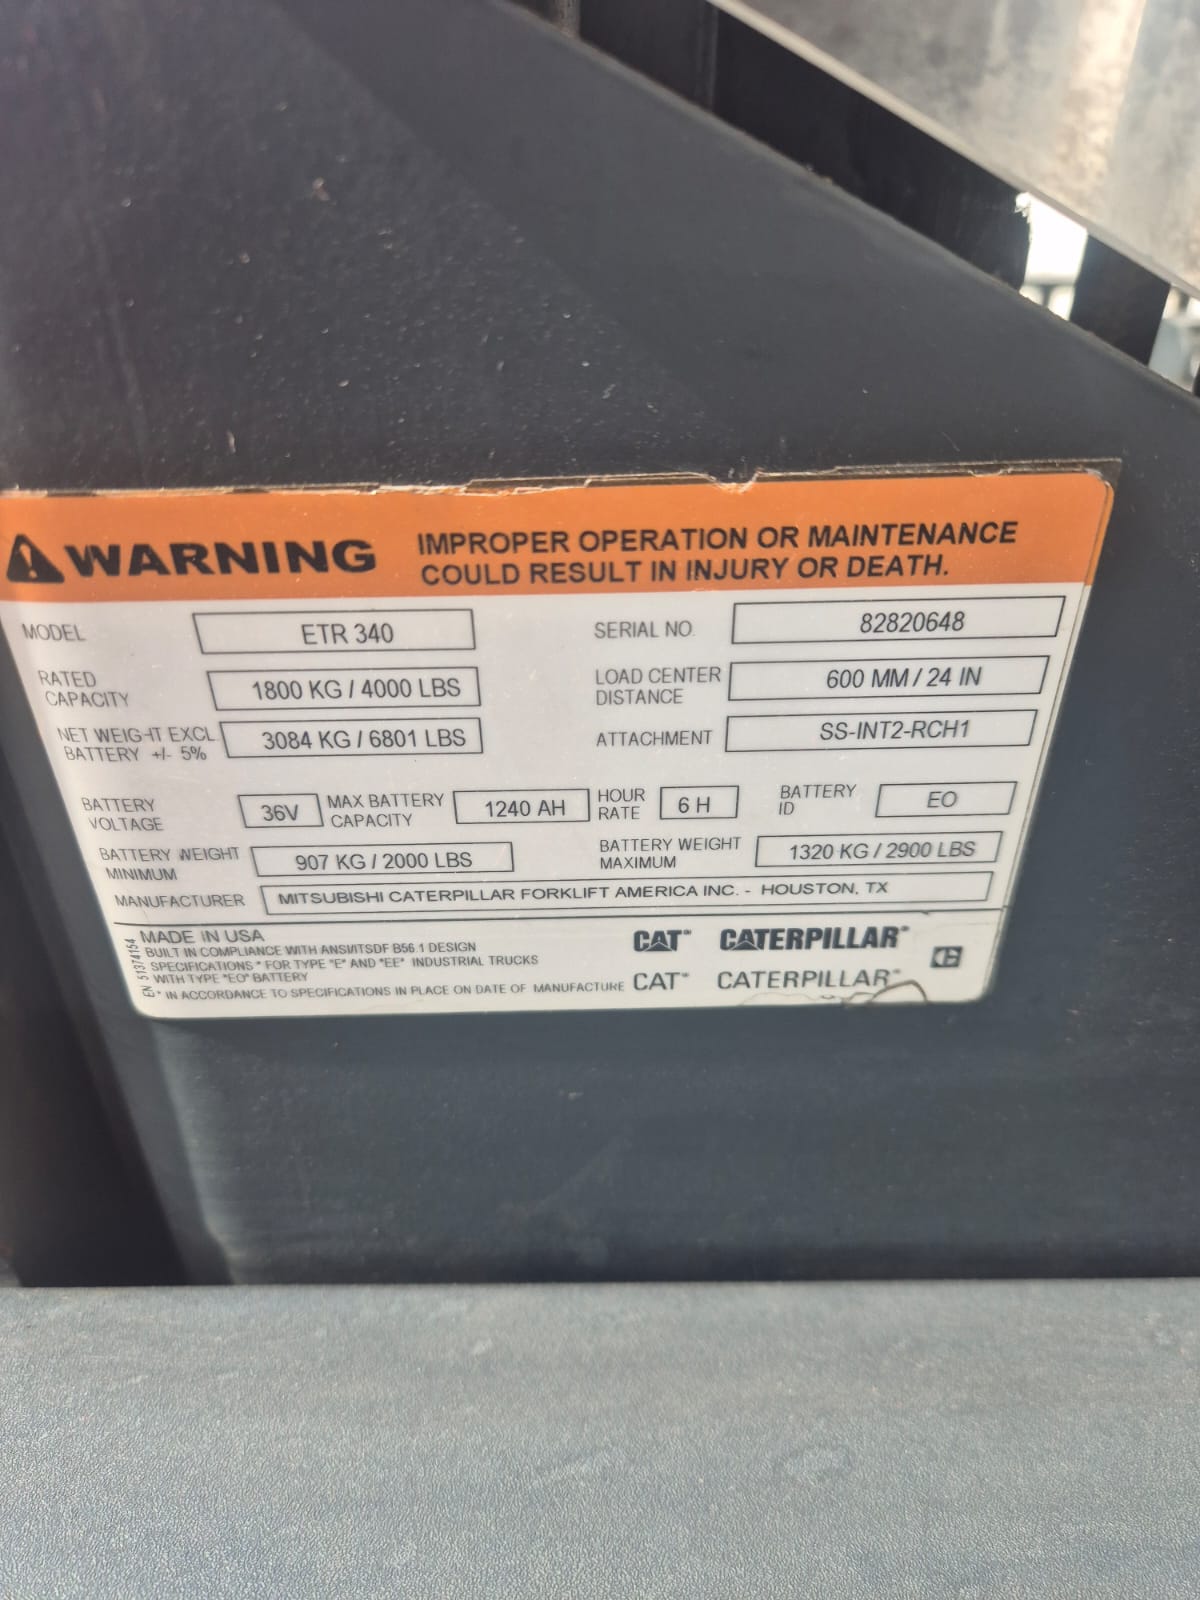 WARNING
IMPROPER OPERATION OR MAINTENANCE
COULD RESULT IN INJURY OR DEATH.
MODEL ETR 340 SERIAL NO. 82820648
RATED
CAPACITY 1800 KG / 4000 LBS
LOAD CENTER
DISTANCE 600 MM / 24 IN
NET WEIGHT EXCL
BATTERY +/- 5% 3084 KG / 6801 LBS
ATTACHMENT SS-INT2-RCH1
BATTERY
VOLTAGE 36V
MAX BATTERY
CAPACITY 1240 AH
HOUR
RATE 6 H
BATTERY
ID EO
BATTERY WEIGHT
MINIMUM 907 KG / 2000 LBS
BATTERY WEIGHT
MAXIMUM 1320 KG / 2900 LBS
MANUFACTURER MITSUBISHI CATERPILLAR FORKLIFT AMERICA INC. - HOUSTON, TX
EN 51374154
MADE IN USA
BUILT IN COMPLIANCE WITH ANSI/ITSDF B56.1 DESIGN
SPECIFICATIONS * FOR TYPE "E" AND "EE" INDUSTRIAL TRUCKS
WITH TYPE "EO" BATTERY
* IN ACCORDANCE TO SPECIFICATIONS IN PLACE ON DATE OF MANUFACTURE
CAT® CATERPILLAR®
CAT® CATERPILLAR®